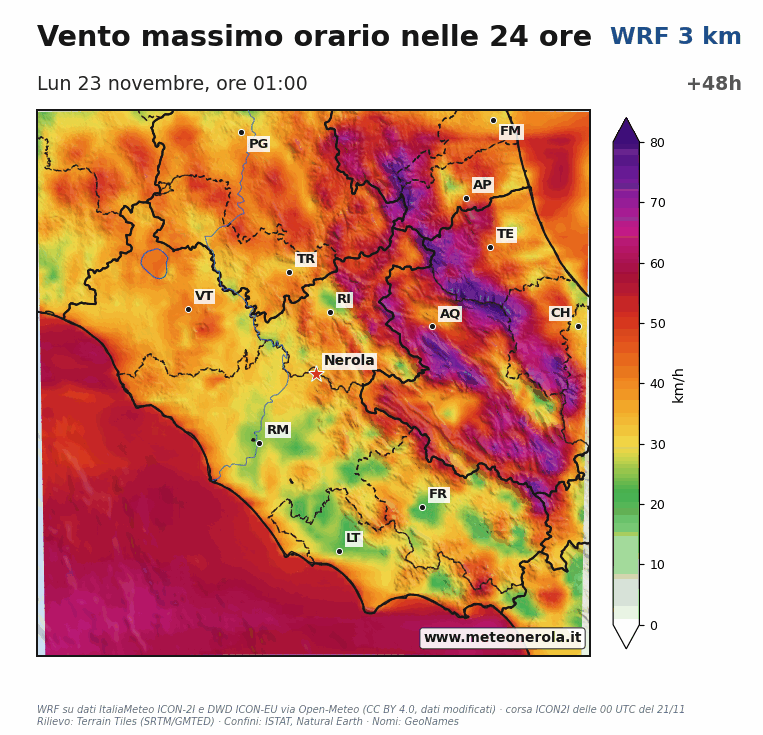 Vento massimo orario nelle 24 ore WRF 3 km
Lun 23 novembre, ore 01:00 +48h
FM
PG
AP
TE
TR
VT
RI
AQ
CH
Nerola
RM
FR
LT
www.meteonerola.it
80
70
60
50
40
30
20
10
0
km/h
WRF su dati ItaliaMeteo ICON-2I e DWD ICON-EU via Open-Meteo (CC BY 4.0, dati modificati) · corsa ICON2I delle 00 UTC del 21/11
Rilievo: Terrain Tiles (SRTM/GMTED) · Confini: ISTAT, Natural Earth · Nomi: GeoNames